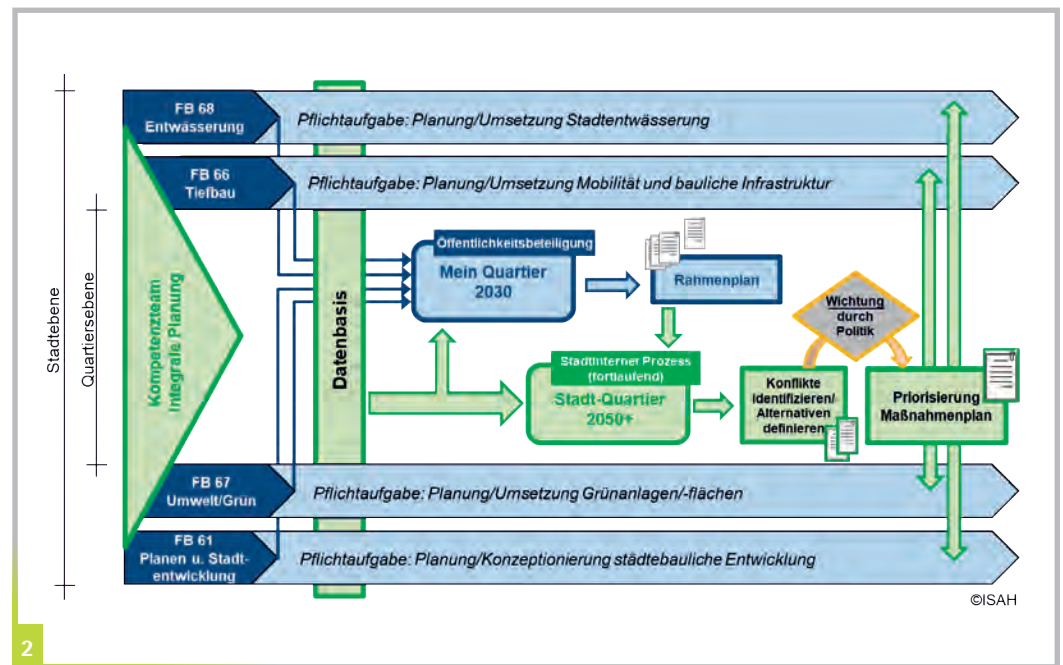 Stadtebene
Quartiersebene
Kompetenzteam
Integrale Planung
FB 68
Entwässerung
Pflichtaufgabe: Planung/Umsetzung Stadtentwässerung
FB 66
Tiefbau
Pflichtaufgabe: Planung/Umsetzung Mobilität und bauliche Infrastruktur
Datenbasis
Öffentlichkeitsbeteiligung
Mein Quartier
2030
Rahmenplan
Wichtung
durch
Politik
Stadtinterner Prozess
(fortlaufend)
Stadt-Quartier
2050+
Konflikte
Identifizieren/
Alternativen
definieren
Priorisierung
Maßnahmenplan
FB 67
Umwelt/Grün
Pflichtaufgabe: Planung/Umsetzung Grünanlagen/-flächen
FB 61
Planen u. Stadt-
entwicklung
Pflichtaufgabe: Planung/Konzeptionierung städtebauliche Entwicklung
©ISAH
2